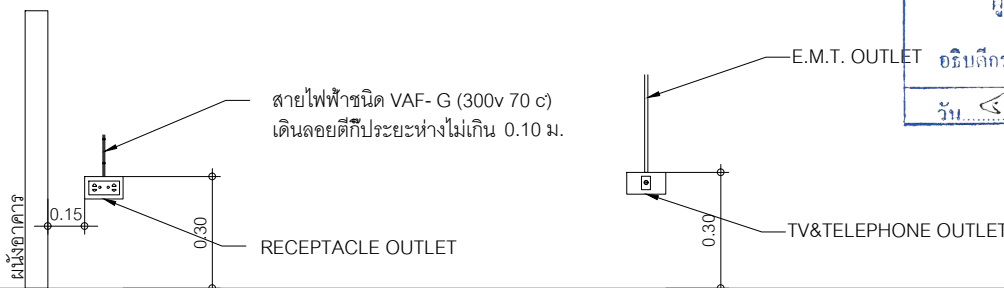 E.M.T. OUTLET
วัน
สายไฟฟ้าชนิด VAF- G (300v 70 c)
เดินลอยตีกิ๊ประยะห่างไม่เกิน 0.10 ม.
ผนังอาคาร
0.15
0.30
RECEPTACLE OUTLET
0.30
TV&TELEPHONE OUTLET